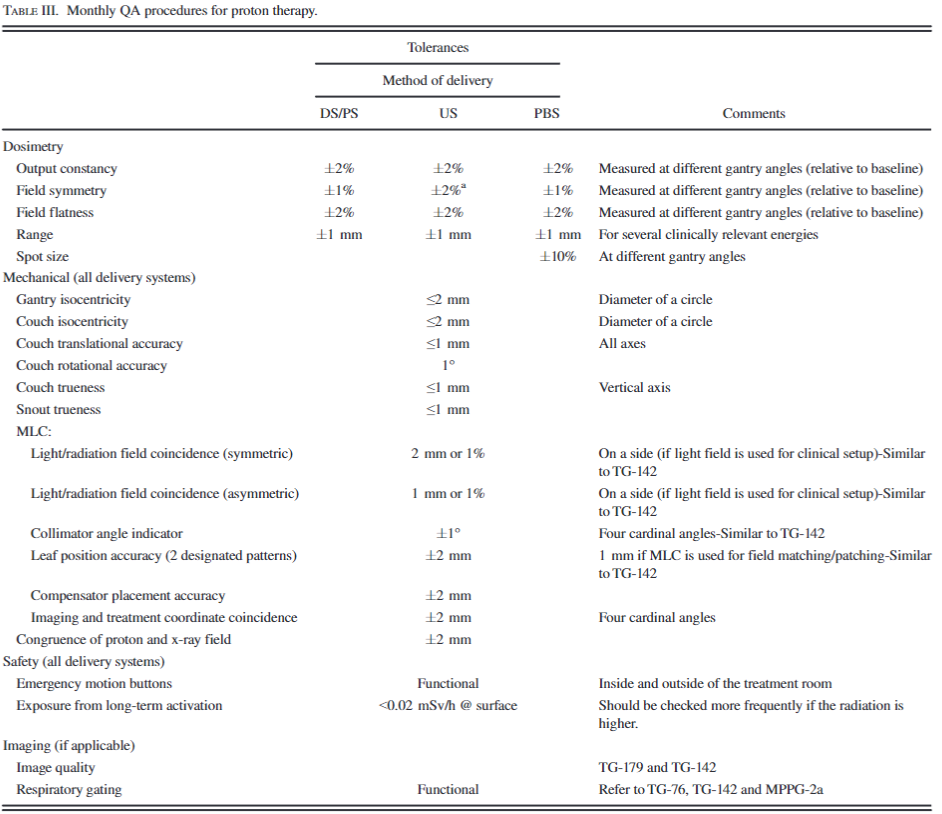 TABLE III. Monthly QA procedures for proton therapy.
Tolerances
Method of delivery
DS/PS US PBS Comments
Dosimetry
Output constancy ±2% ±2% ±2% Measured at different gantry angles (relative to baseline)
Field symmetry ±1% ±2%ᵃ ±1% Measured at different gantry angles (relative to baseline)
Field flatness ±2% ±2% ±2% Measured at different gantry angles (relative to baseline)
Range ±1 mm ±1 mm ±1 mm For several clinically relevant energies
Spot size ±10% At different gantry angles
Mechanical (all delivery systems)
Gantry isocentricity ≤2 mm Diameter of a circle
Couch isocentricity ≤2 mm Diameter of a circle
Couch translational accuracy ≤1 mm All axes
Couch rotational accuracy 1°
Couch trueness ≤1 mm Vertical axis
Snout trueness ≤1 mm
MLC:
Light/radiation field coincidence (symmetric) 2 mm or 1% On a side (if light field is used for clinical setup)-Similar
to TG-142
Light/radiation field coincidence (asymmetric) 1 mm or 1% On a side (if light field is used for clinical setup)-Similar
to TG-142
Collimator angle indicator ±1° Four cardinal angles-Similar to TG-142
Leaf position accuracy (2 designated patterns) ±2 mm 1 mm if MLC is used for field matching/patching-Similar
to TG-142
Compensator placement accuracy ±2 mm
Imaging and treatment coordinate coincidence ±2 mm Four cardinal angles
Congruence of proton and x-ray field ±2 mm
Safety (all delivery systems)
Emergency motion buttons Functional Inside and outside of the treatment room
Exposure from long-term activation <0.02 mSv/h @ surface Should be checked more frequently if the radiation is
higher.
Imaging (if applicable)
Image quality TG-179 and TG-142
Respiratory gating Functional Refer to TG-76, TG-142 and MPPG-2a